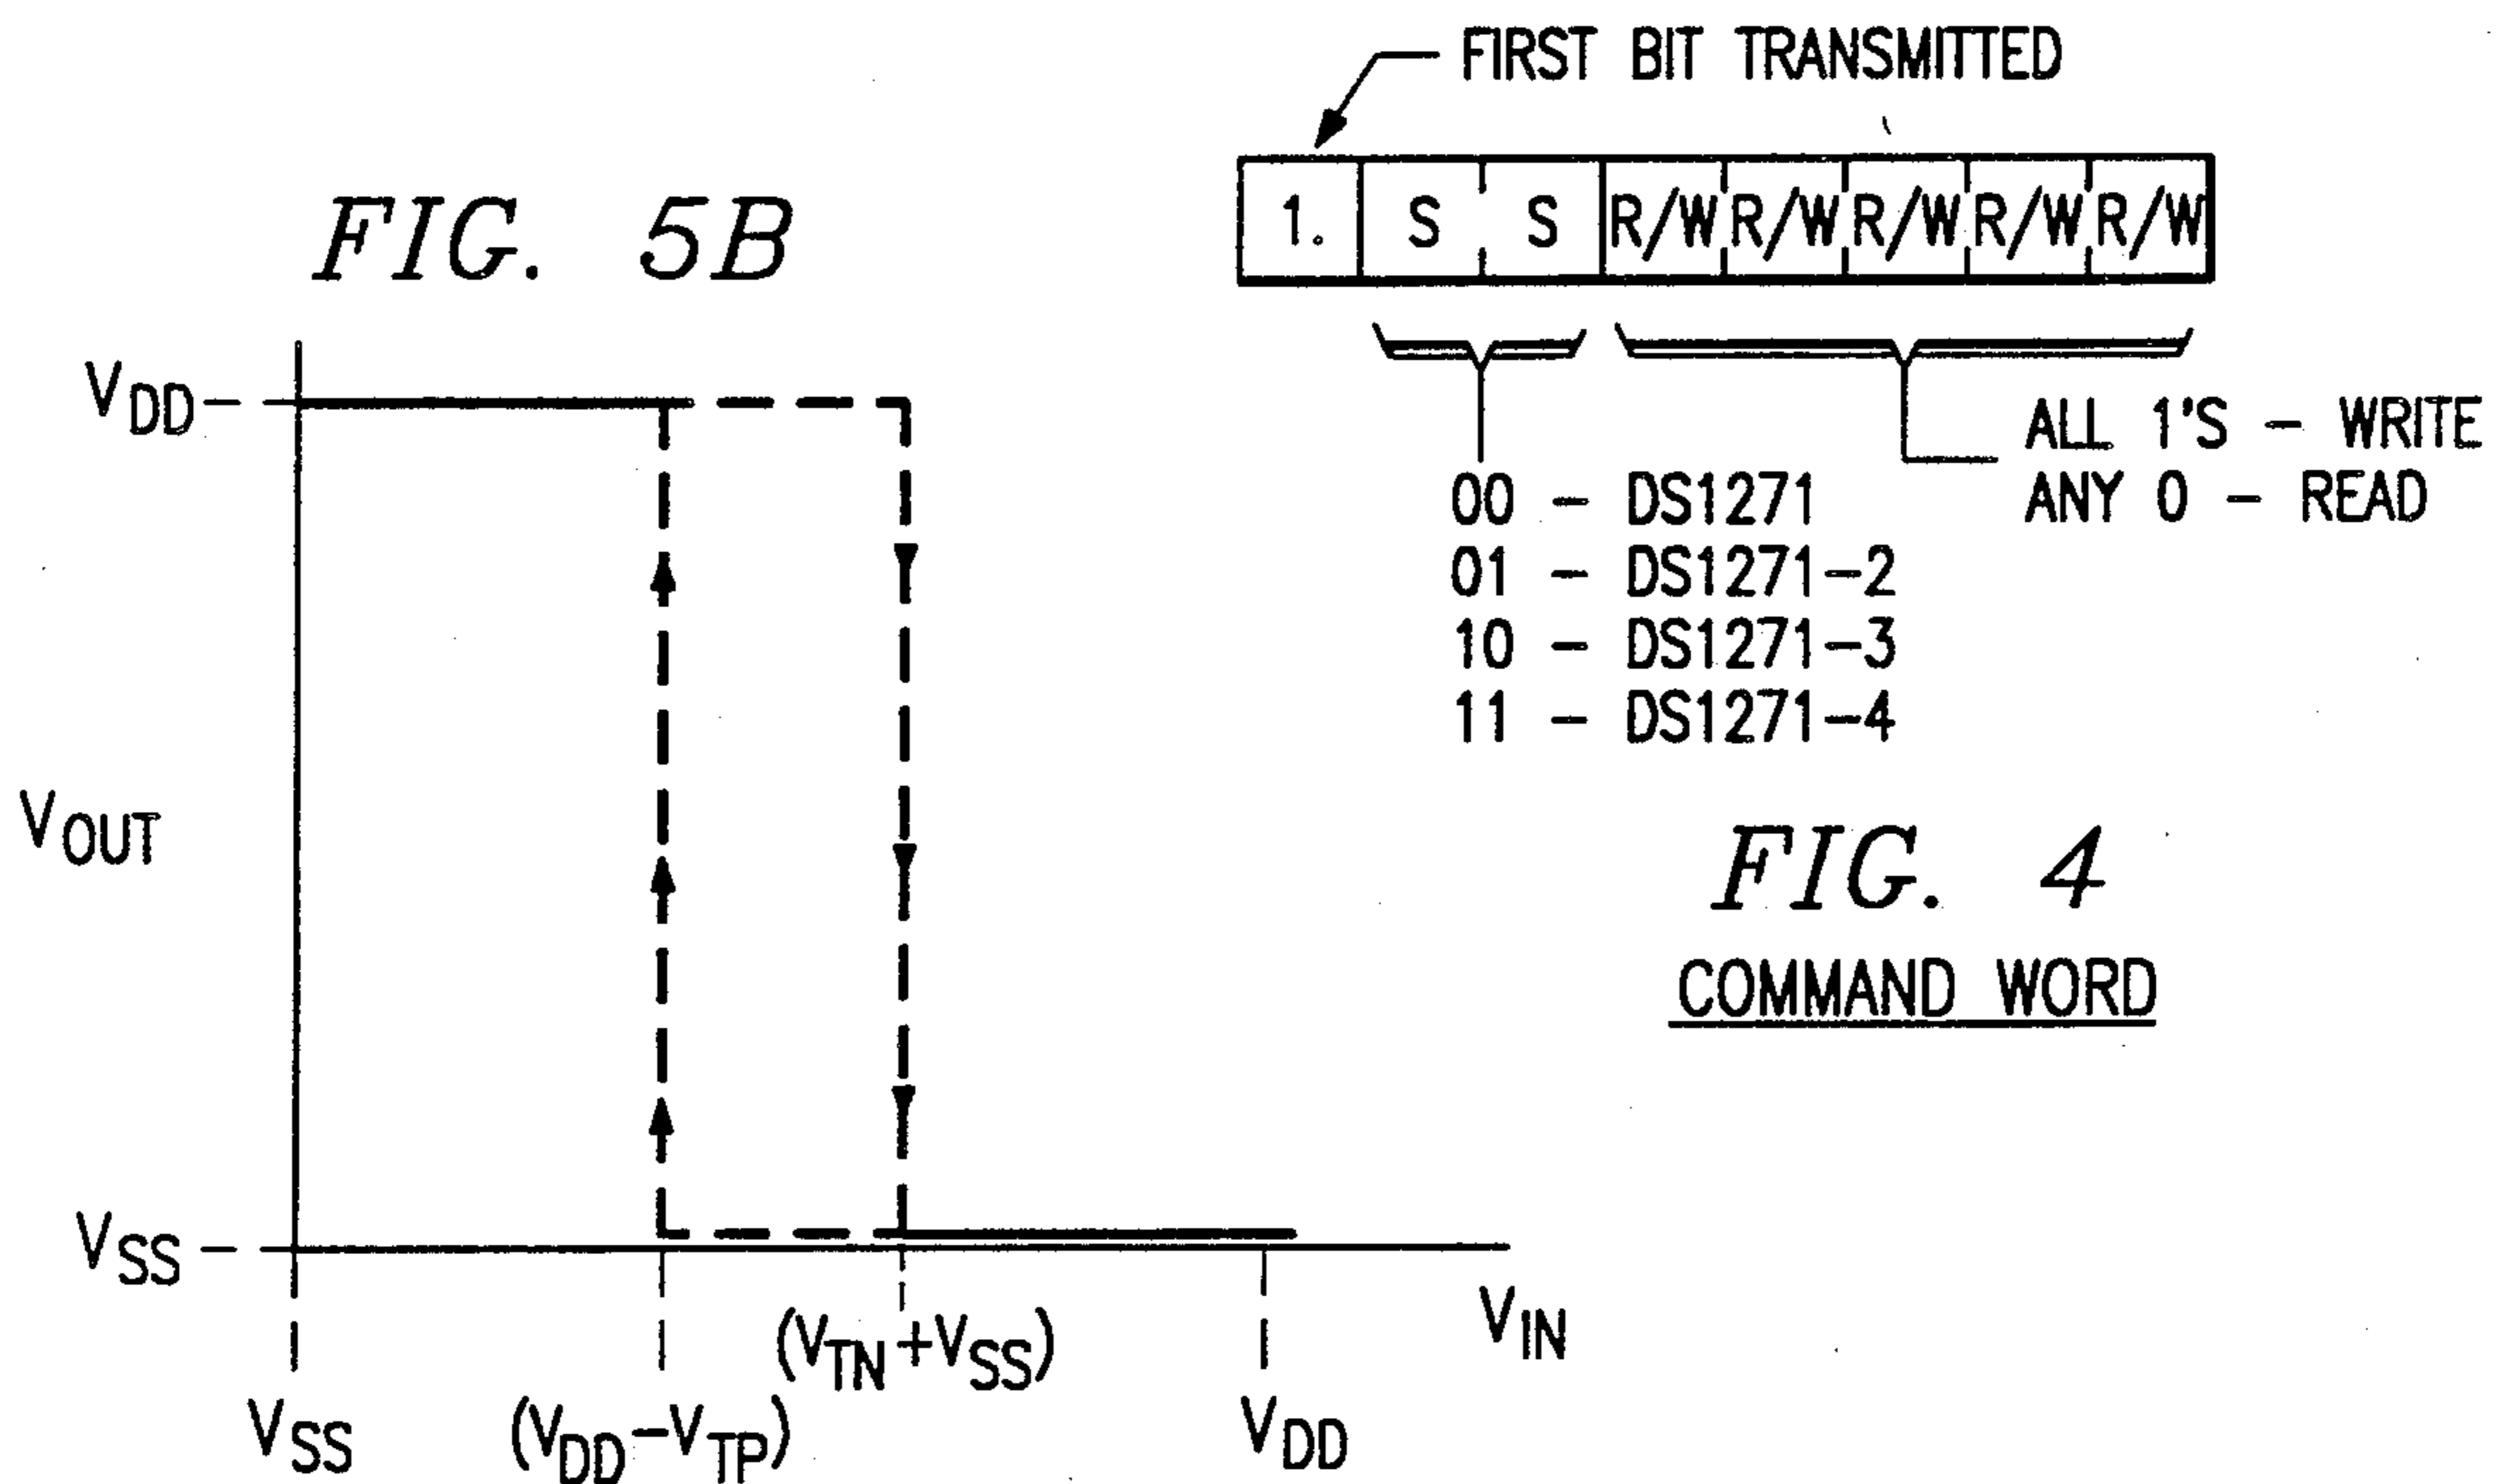 FIG. 5B
VDD
VOUT
VSS
VSS
(VDD-VTP)
(VTN+VSS)
VDD
VIN
FIRST BIT TRANSMITTED
1. S S R/W R/W R/W R/W R/W
00 - DS1271
01 - DS1271-2
10 - DS1271-3
11 - DS1271-4
ALL 1'S - WRITE
ANY 0 - READ
FIG. 4
COMMAND WORD